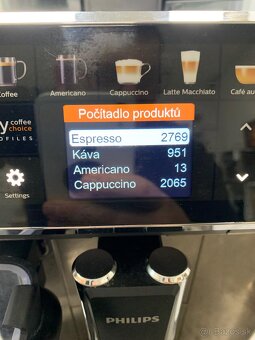 Coffee
Americano
Cappuccino
Latte Macchiato
Café au
coffee
choice
Settings
Počítadlo produktů
Espresso 2769
Káva 951
Americano 13
Cappuccino 2065
PHILIPS